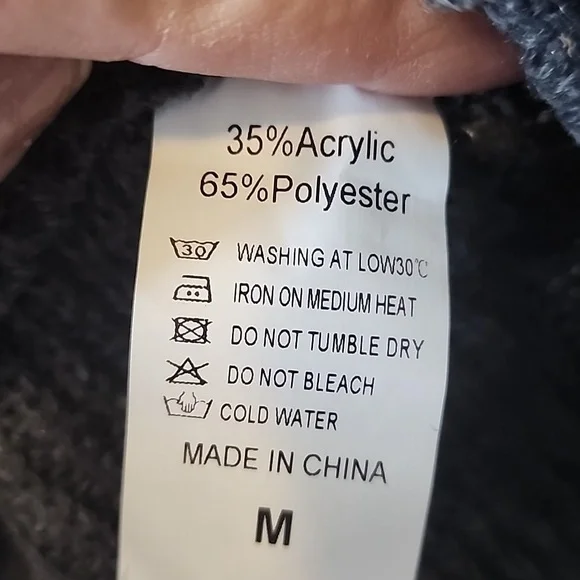 35%Acrylic
65%Polyester
30 WASHING AT LOW30℃
IRON ON MEDIUM HEAT
DO NOT TUMBLE DRY
DO NOT BLEACH
COLD WATER
MADE IN CHINA
M